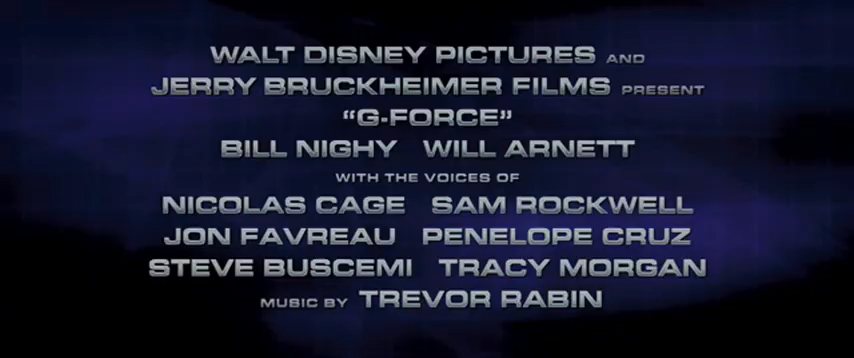 WALT DISNEY PICTURES AND
JERRY BRUCKHEIMER FILMS PRESENT
“G-FORCE”
BILL NIGHY WILL ARNETT
WITH THE VOICES OF
NICOLAS CAGE SAM ROCKWELL
JON FAVREAU PENELOPE CRUZ
STEVE BUSCEMI TRACY MORGAN
MUSIC BY TREVOR RABIN